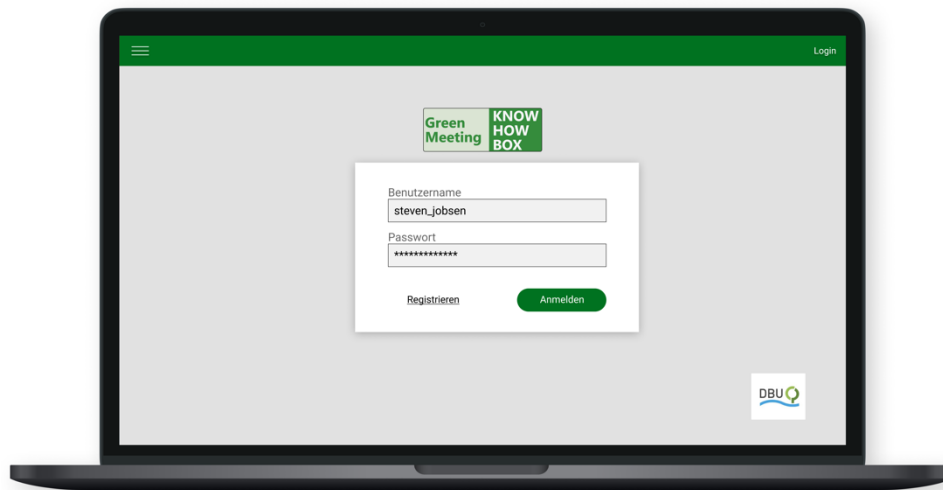 Login
Green
Meeting
KNOW
HOW
BOX
Benutzername
steven_jobsen
Passwort
*************
Registrieren
Anmelden
DBU